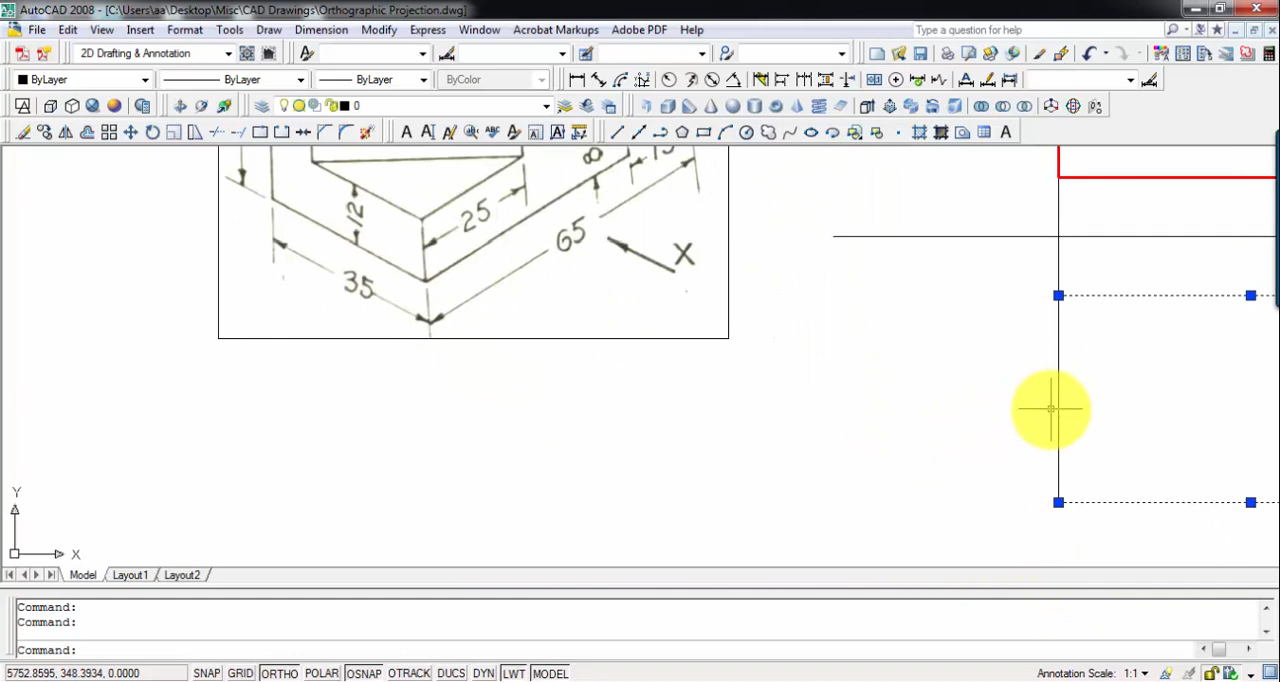 AutoCAD 2008 - [C:\Users\aa\Desktop\Misc\CAD Drawings\Orthographic Projection.dwg]
File Edit View Insert Format Tools Draw Dimension Modify Express Window Acrobat Markups Adobe PDF Help Type a question for help
2D Drafting & Annotation
ByLayer ByLayer ByLayer ByColor
0
8
12
25
65
X
35
Y
X
Model Layout1 Layout2
Command:
Command:
Command:
5752.8595, 348.3934, 0.0000 SNAP GRID ORTHO POLAR OSNAP OTRACK DUCS DYN LWT MODEL Annotation Scale: 1:1